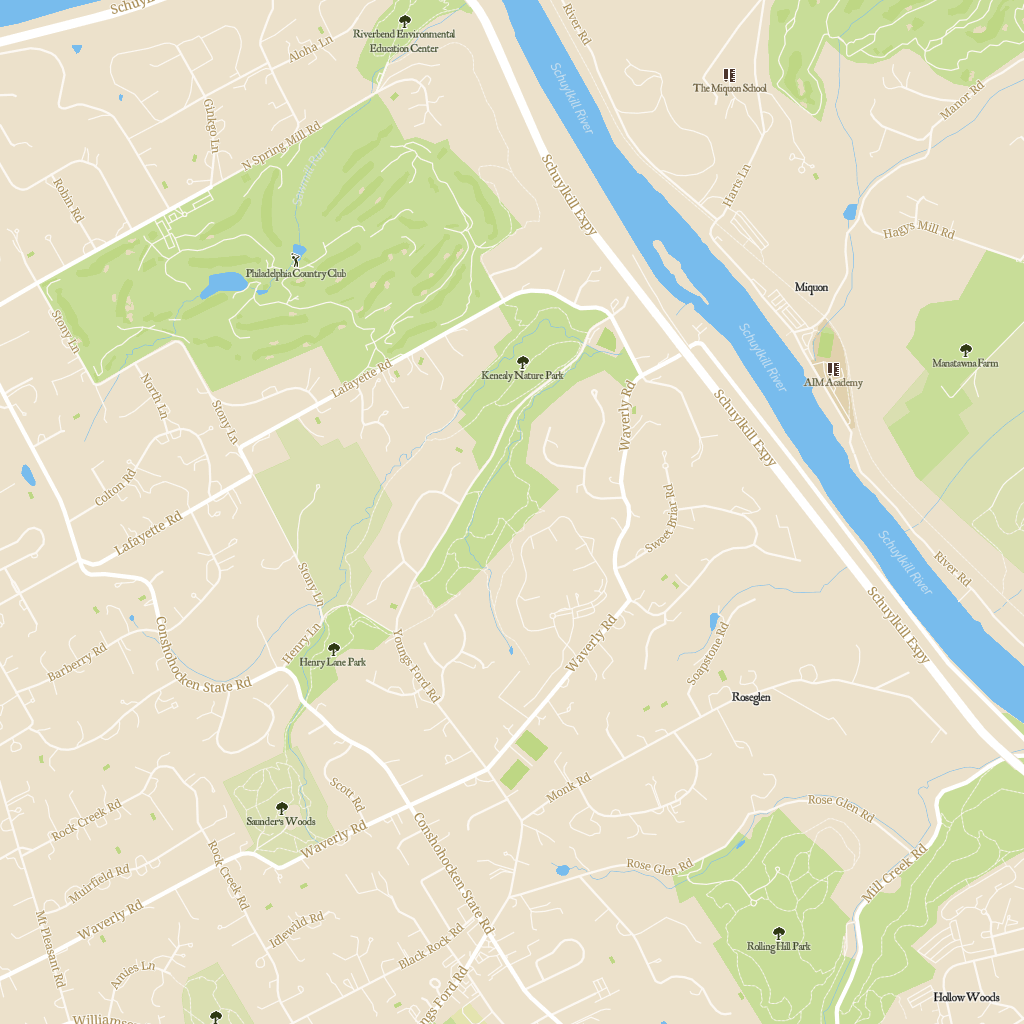 Schuylkill
Riverbend Environmental
Education Center
River Rd
Aloha Ln
Schuylkill River
The Miquon School
Manor Rd
Ginkgo Ln
N Spring Mill Rd
Schuylkill Expy
Harts Ln
Robin Rd
Hagys Mill Rd
Philadelphia Country Club
Miquon
Stony Ln
Schuylkill River
Lafayette Rd
Kenealy Nature Park
Manatawna Farm
AIM Academy
North Ln
Stony Ln
Waverly Rd
Schuylkill Expy
Colton Rd
Lafayette Rd
Sweet Briar Rd
Schuylkill River
River Rd
Stony Ln
Schuylkill Expy
Conshohocken State Rd
Henry Ln
Barberry Rd
Henry Lane Park
Youngs Ford Rd
Waverly Rd
Soapstone Rd
Roseglen
Monk Rd
Scott Rd
Rose Glen Rd
Rock Creek Rd
Saunder's Woods
Waverly Rd
Conshohocken State Rd
Rose Glen Rd
Mill Creek Rd
Rock Creek Rd
Muirfield Rd
Waverly Rd
Mt Pleasant Rd
Idlewild Rd
Black Rock Rd
Rolling Hill Park
Amies Ln
Hollow Woods
ngs Ford Rd
Williamso